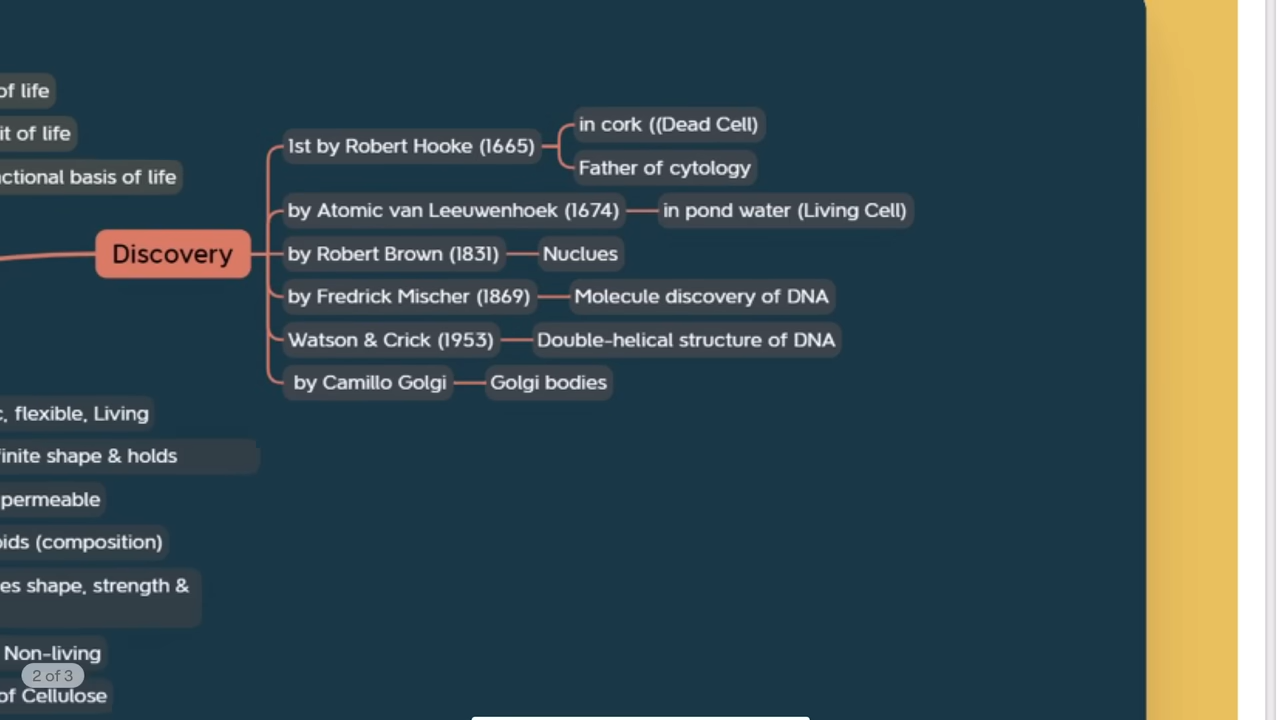 of life
it of life
nctional basis of life
Discovery
1st by Robert Hooke (1665)
in cork ((Dead Cell)
Father of cytology
by Atomic van Leeuwenhoek (1674)
in pond water (Living Cell)
by Robert Brown (1831)
Nuclues
by Fredrick Mischer (1869)
Molecule discovery of DNA
Watson & Crick (1953)
Double-helical structure of DNA
by Camillo Golgi
Golgi bodies
c, flexible, Living
finite shape & holds
permeable
oids (composition)
es shape, strength &
Non-living
2 of 3
of Cellulose